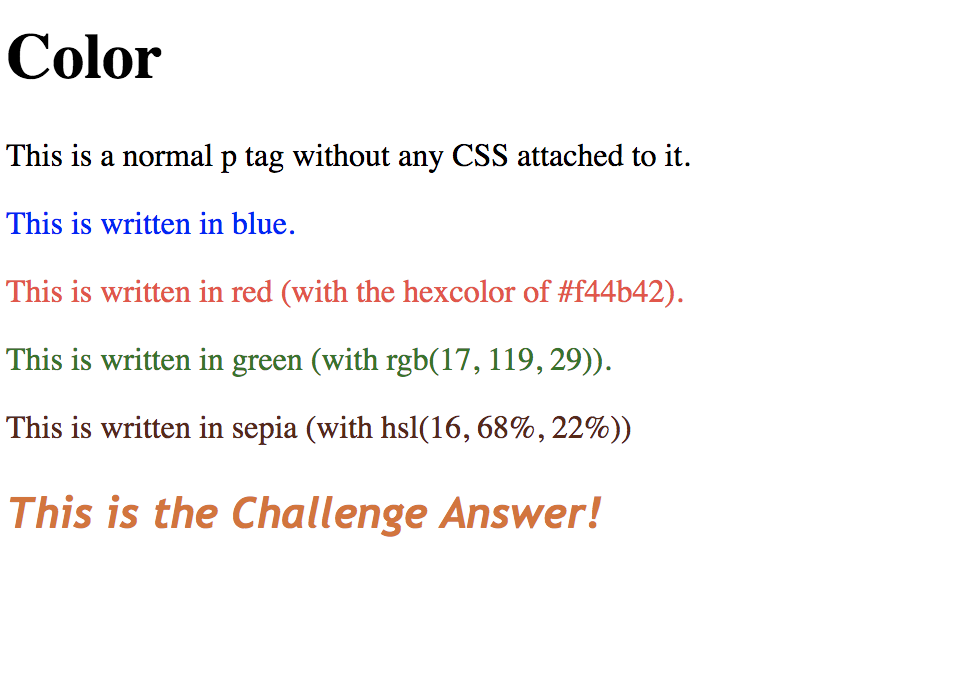 Color
This is a normal p tag without any CSS attached to it.
This is written in blue.
This is written in red (with the hexcolor of #f44b42).
This is written in green (with rgb(17, 119, 29)).
This is written in sepia (with hsl(16, 68%, 22%))
This is the Challenge Answer!